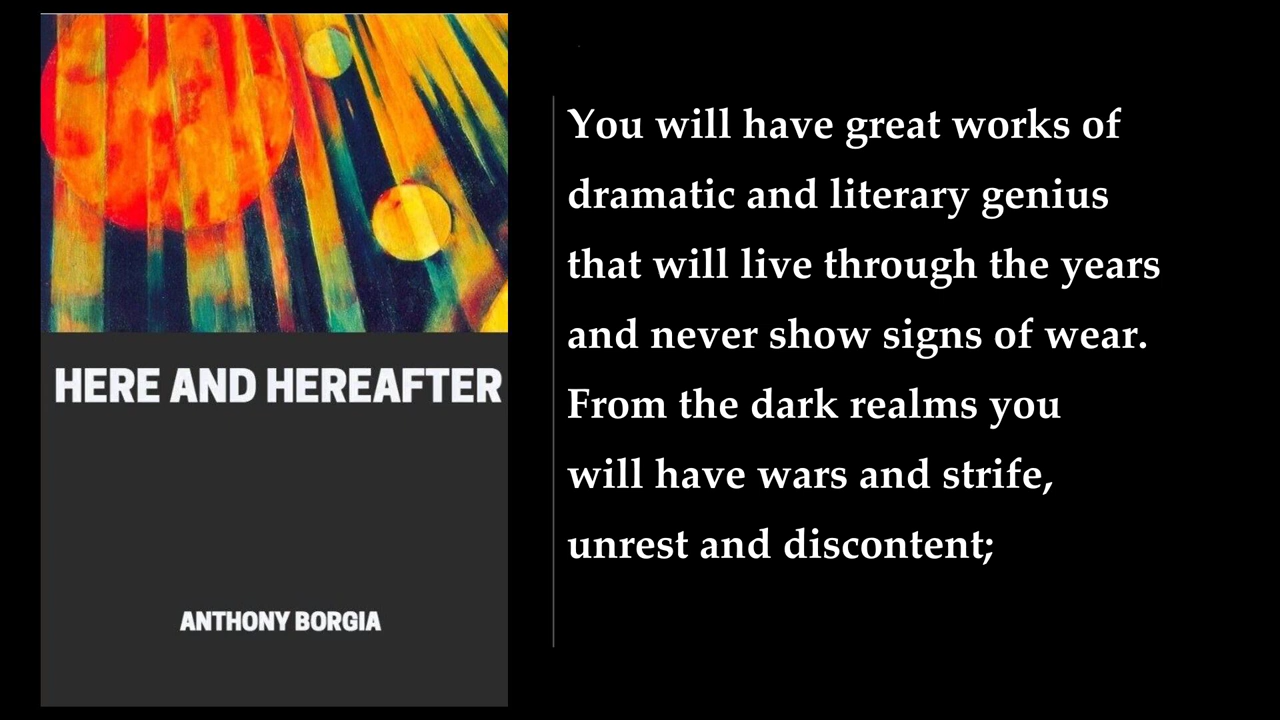 HERE AND HEREAFTER
ANTHONY BORGIA
You will have great works of
dramatic and literary genius
that will live through the years
and never show signs of wear.
From the dark realms you
will have wars and strife,
unrest and discontent;